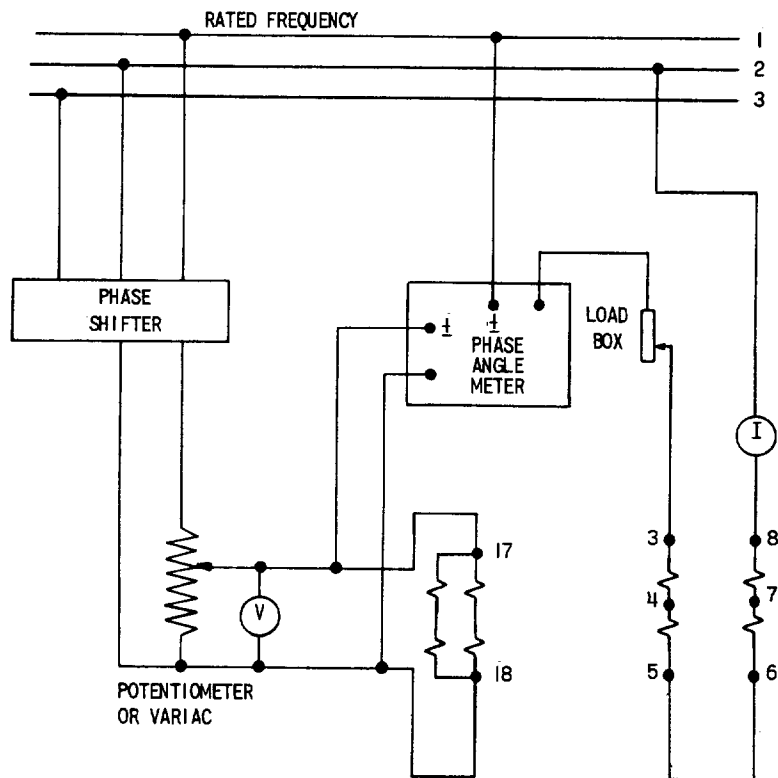 RATED FREQUENCY
1
2
3
PHASE
SHIFTER
±
±
PHASE
ANGLE
METER
LOAD
BOX
I
3
8
17
4
7
V
18
5
6
POTENTIOMETER
OR VARIAC